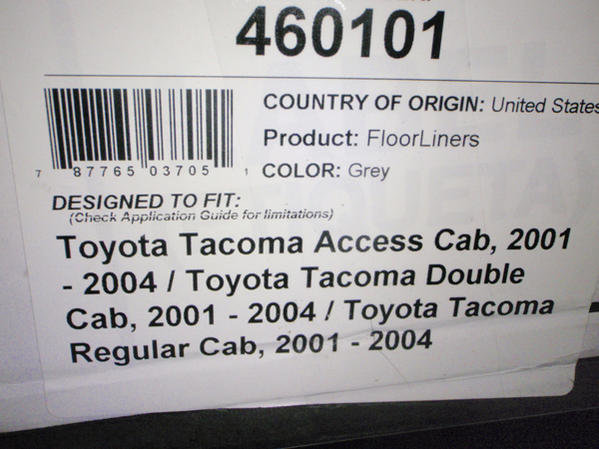 460101
COUNTRY OF ORIGIN: United States
Product: FloorLiners
COLOR: Grey
7 87765 03705 1
DESIGNED TO FIT:
(Check Application Guide for limitations)
Toyota Tacoma Access Cab, 2001
- 2004 / Toyota Tacoma Double
Cab, 2001 - 2004 / Toyota Tacoma
Regular Cab, 2001 - 2004